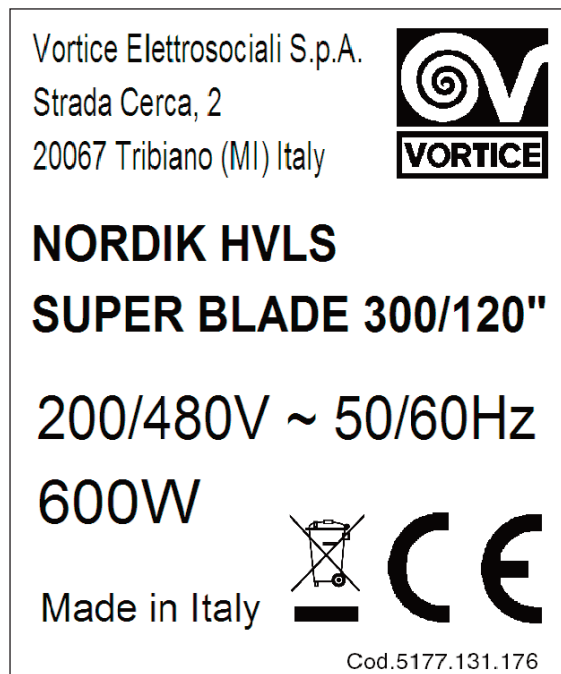 Vortice Elettrosociali S.p.A.
Strada Cerca, 2
20067 Tribiano (MI) Italy
VORTICE
NORDIK HVLS
SUPER BLADE 300/120"
200/480V ~ 50/60Hz
600W
CE
Made in Italy
Cod.5177.131.176